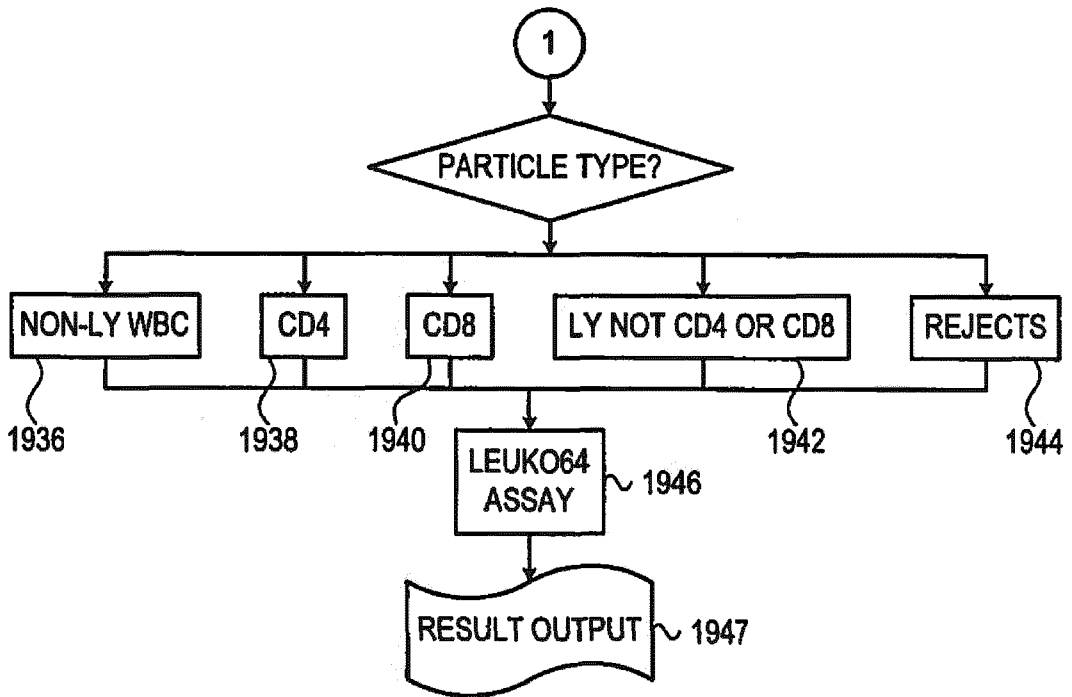 1
PARTICLE TYPE?
NON-LY WBC
CD4
CD8
LY NOT CD4 OR CD8
REJECTS
1936
1938
1940
1942
1944
LEUKO64
ASSAY
1946
RESULT OUTPUT
1947